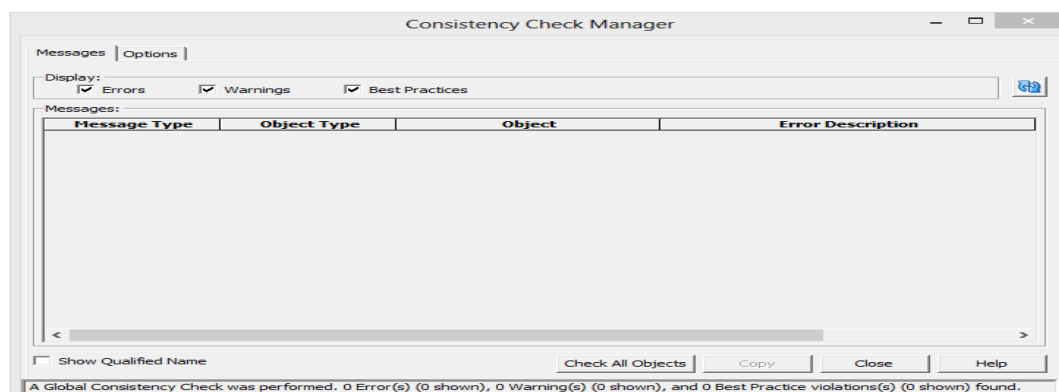 Consistency Check Manager
Messages Options
Display:
Errors Warnings Best Practices
Messages:
Message Type Object Type Object Error Description
Show Qualified Name Check All Objects Copy Close Help
A Global Consistency Check was performed. 0 Error(s) (0 shown), 0 Warning(s) (0 shown), and 0 Best Practice violations(s) (0 shown) found.